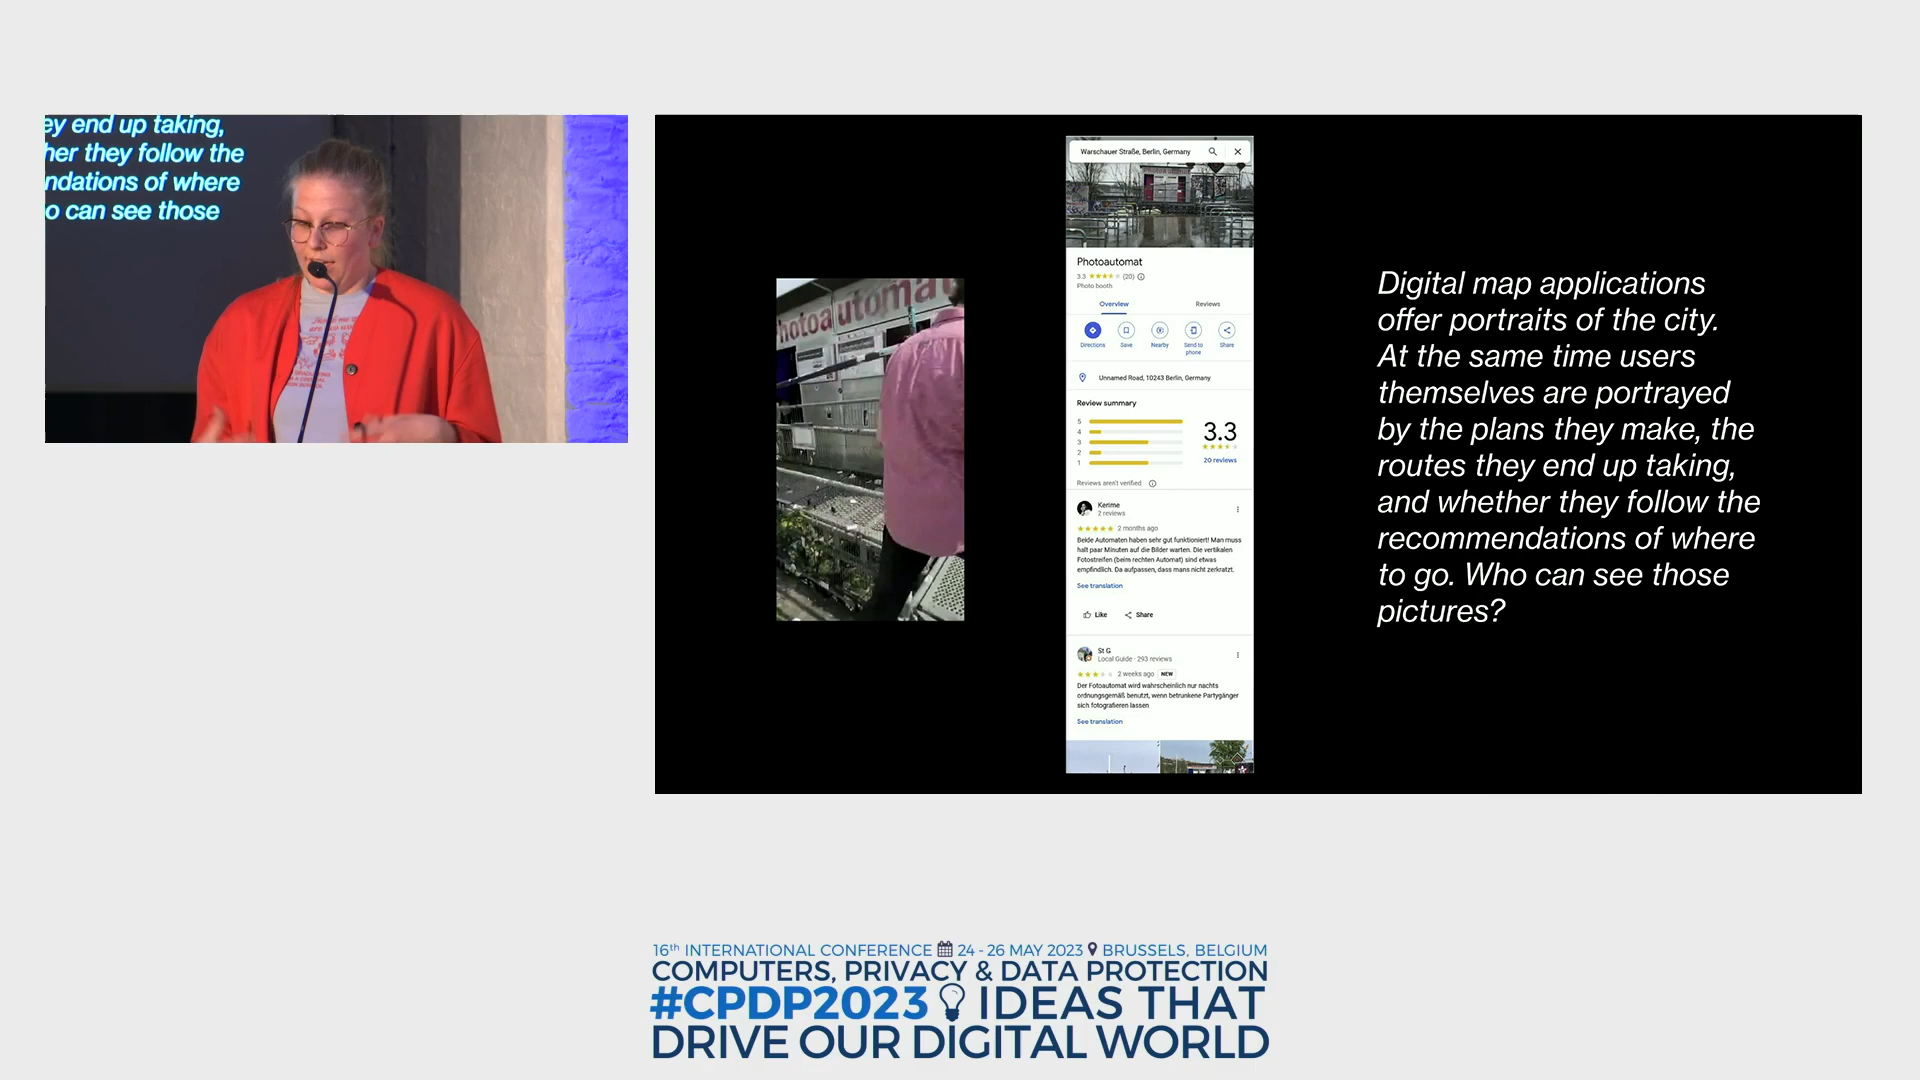 ey end up taking,
her they follow the
ndations of where
o can see those
hotoautomat
Warschauer Straße, Berlin, Germany
Photoautomat
3.3 (20)
Photo booth
Overview Reviews
Directions Save Nearby Send to phone Share
Unnamed Road, 10243 Berlin, Germany
Review summary
5
4
3
2
1
3.3
20 reviews
Reviews aren't verified
Kerime
2 reviews
2 months ago
Beide Automaten haben sehr gut funktioniert! Man muss
halt paar Minuten auf die Bilder warten. Die vertikalen
Fotostreifen (beim rechten Automat) sind etwas
empfindlich. Da aufpassen, dass mans nicht zerkratzt.
See translation
Like Share
St G
Local Guide · 293 reviews
2 weeks ago NEW
Der Fotoautomat wird wahrscheinlich nur nachts
ordnungsgemäß benutzt, wenn betrunkene Partygänger
sich fotografieren lassen
See translation
Digital map applications
offer portraits of the city.
At the same time users
themselves are portrayed
by the plans they make, the
routes they end up taking,
and whether they follow the
recommendations of where
to go. Who can see those
pictures?
16th INTERNATIONAL CONFERENCE 24 - 26 MAY 2023 BRUSSELS, BELGIUM
COMPUTERS, PRIVACY & DATA PROTECTION
#CPDP2023 IDEAS THAT
DRIVE OUR DIGITAL WORLD